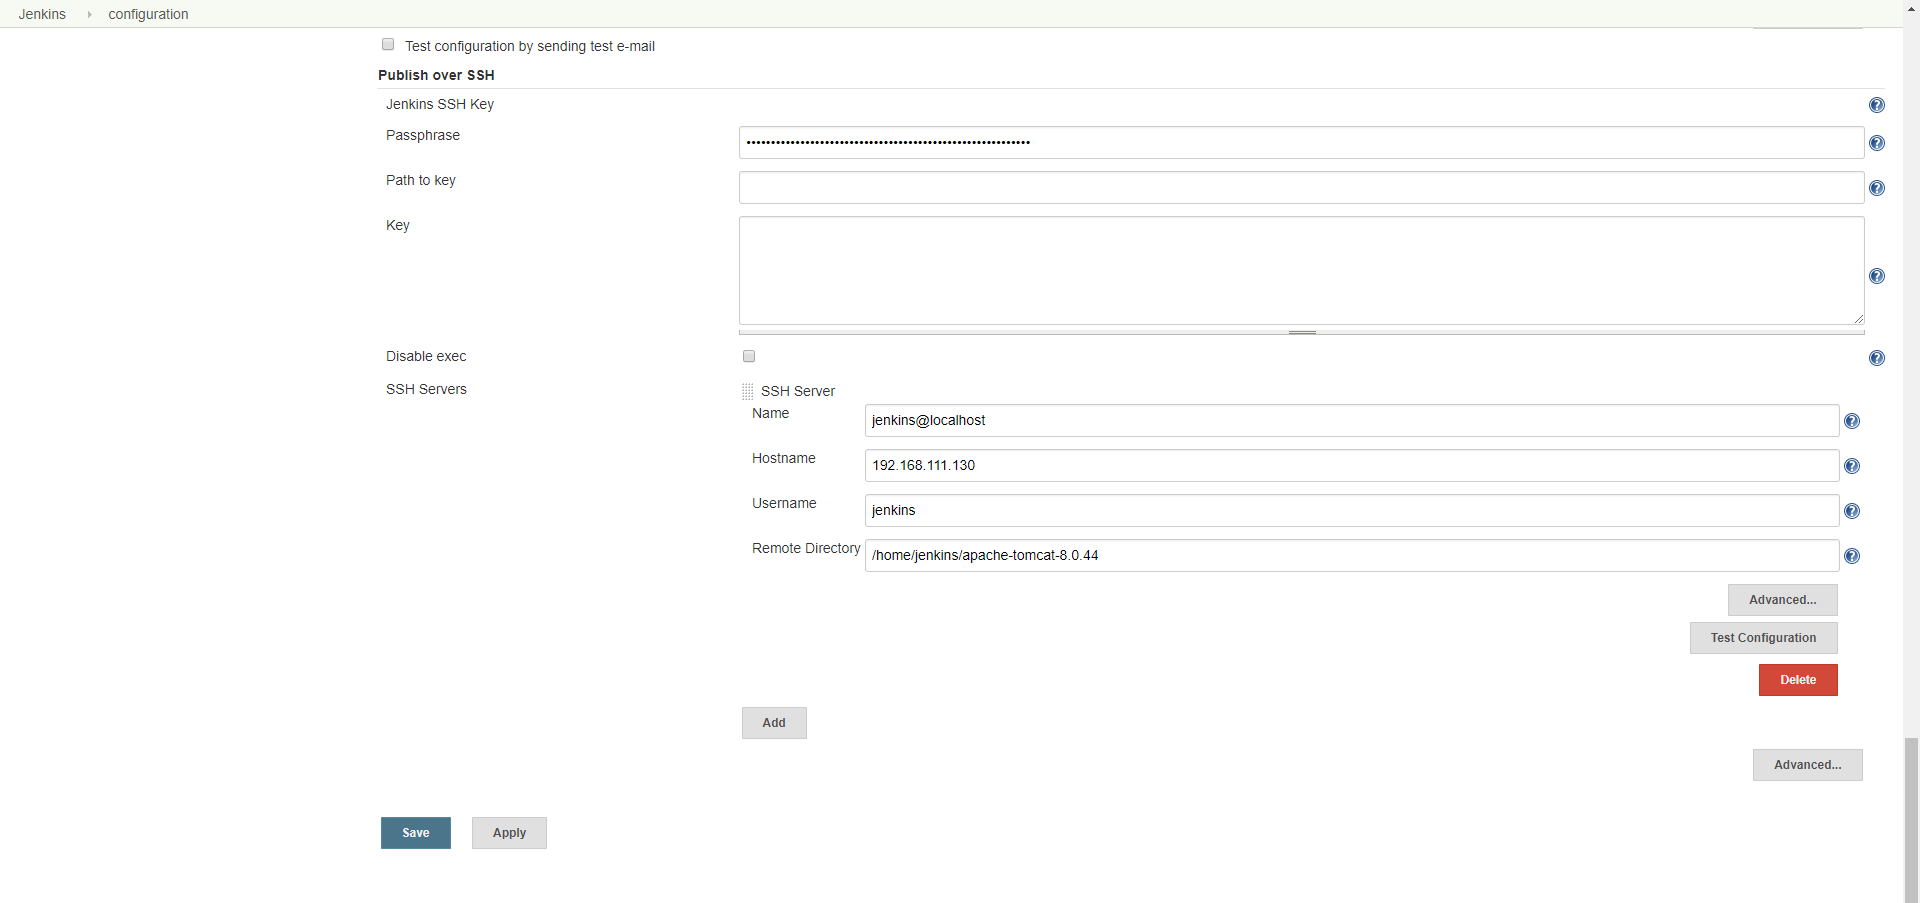 Jenkins configuration
Test configuration by sending test e-mail
Publish over SSH
Jenkins SSH Key
Passphrase ••••••••••••••••••••••••••••••••••••••••••••••••••••••••••
Path to key
Key
Disable exec
SSH Servers
SSH Server
Name jenkins@localhost
Hostname 192.168.111.130
Username jenkins
Remote Directory /home/jenkins/apache-tomcat-8.0.44
Advanced...
Test Configuration
Delete
Add
Advanced...
Save Apply